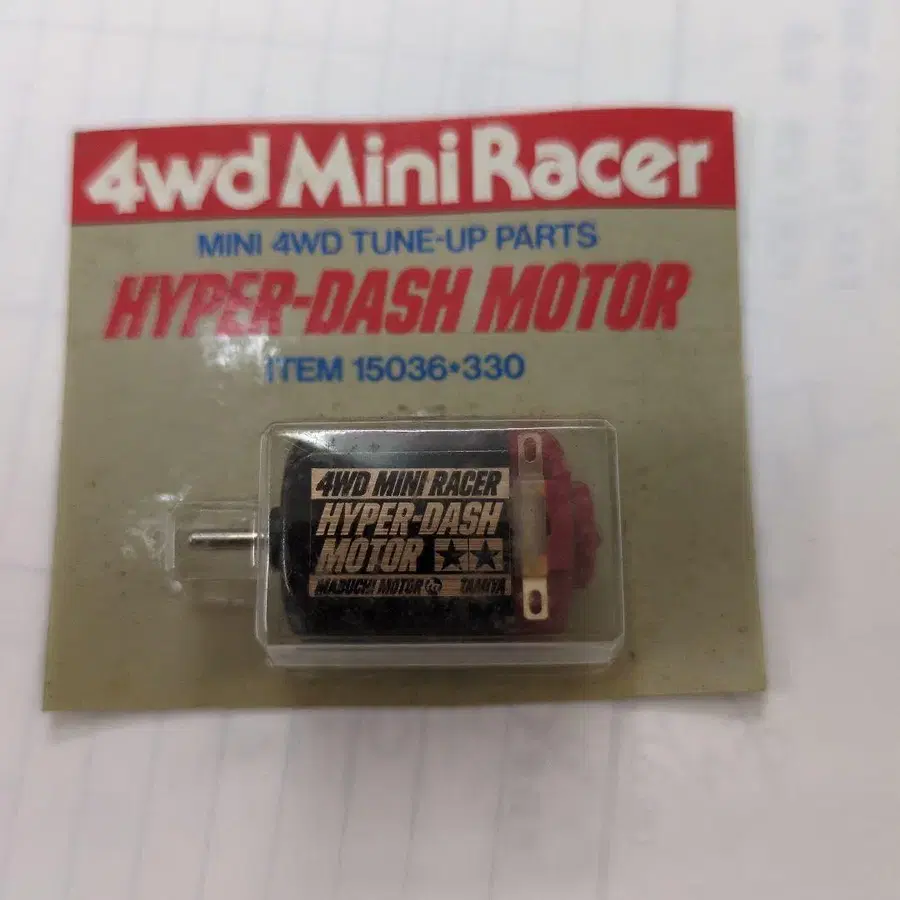 4wd Mini Racer
MINI 4WD TUNE-UP PARTS
HYPER-DASH MOTOR
ITEM 15036•330
4WD MINI RACER
HYPER-DASH
MOTOR
MABUCHI MOTOR TAMIYA